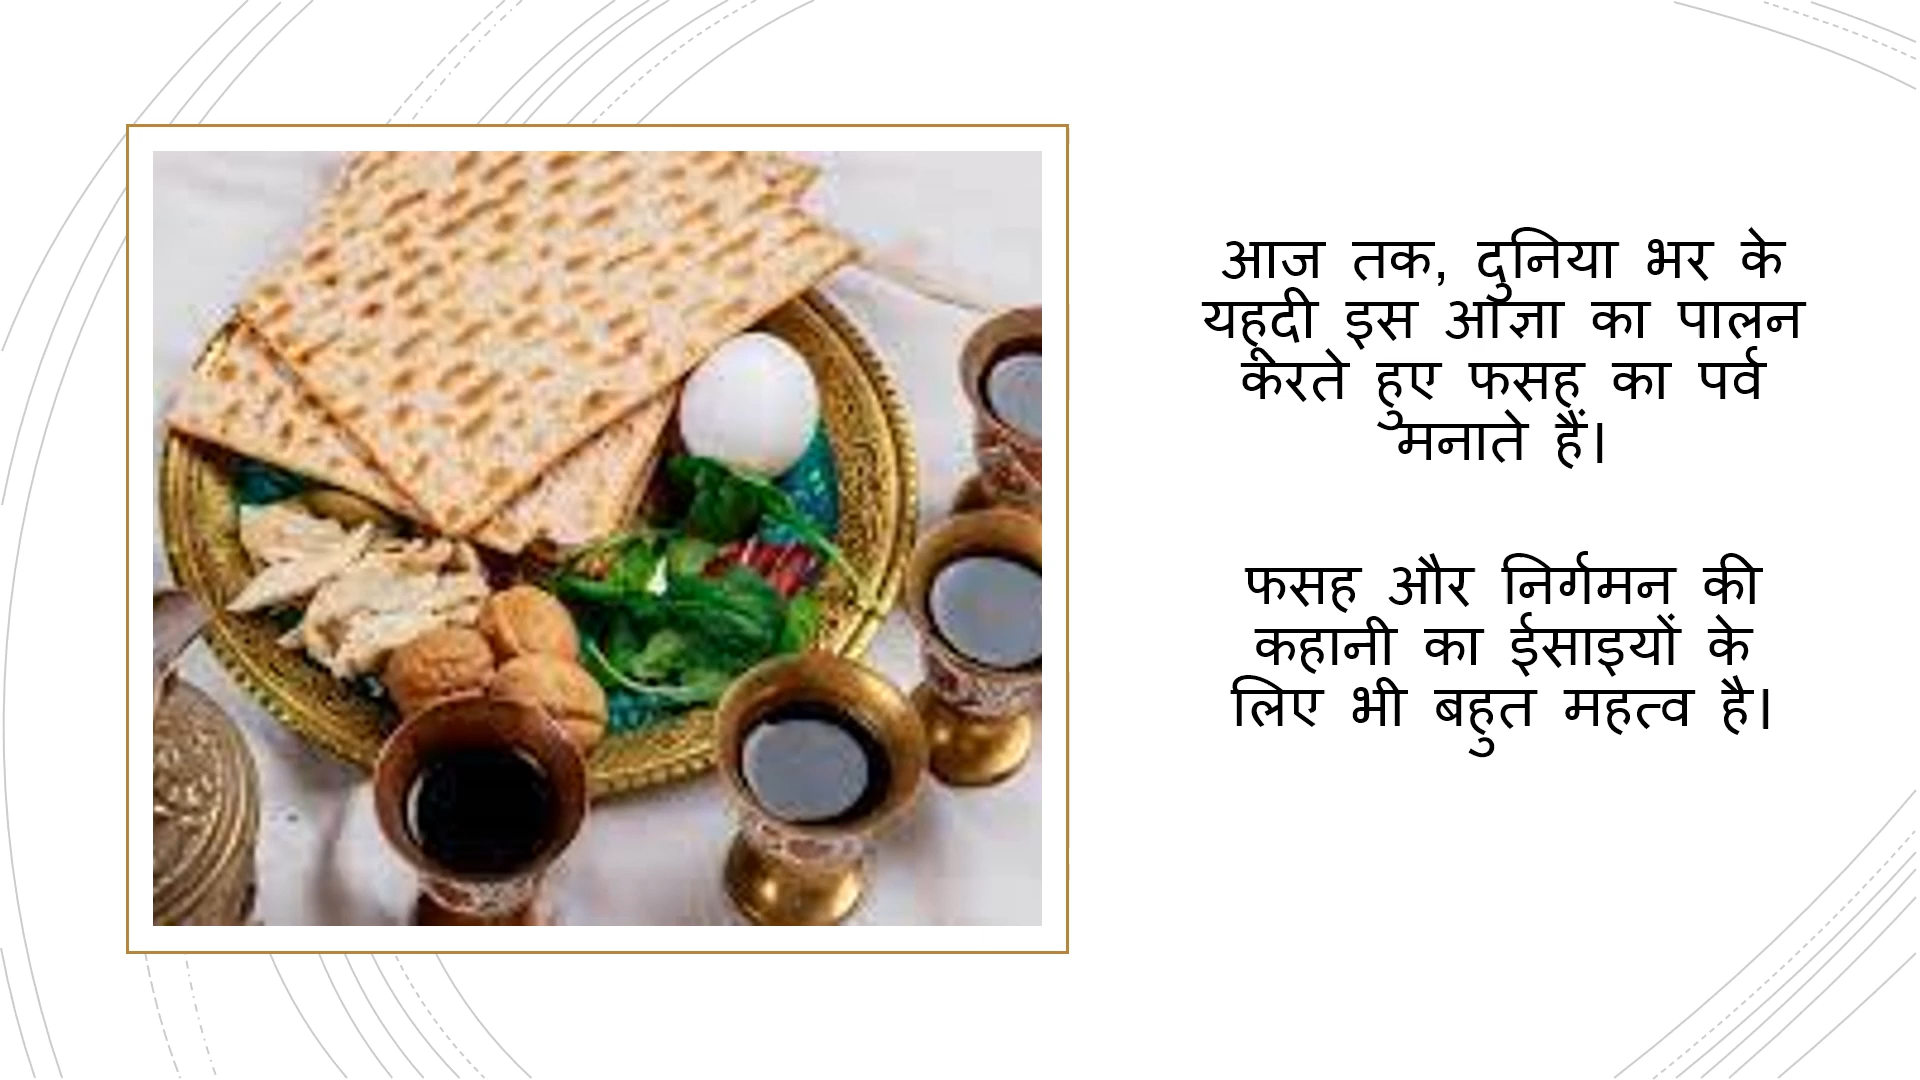 आज तक, दुनिया भर के
यहूदी इस आज्ञा का पालन
करते हुए फसह का पर्व
मनाते हैं।
फसह और निर्गमन की
कहानी का ईसाइयों के
लिए भी बहुत महत्व है।